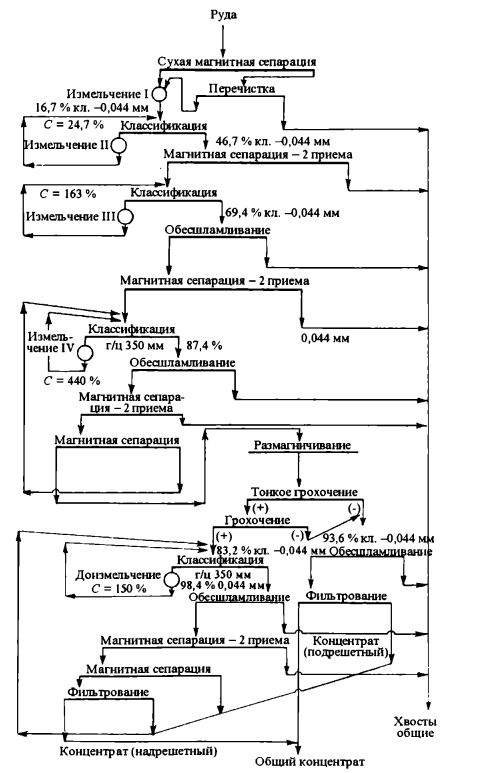 Руда
Сухая магнитная сепарация
Измельчение I
Перечистка
16,7 % кл. −0,044 мм
C = 24,7 %
Классификация
46,7 % кл. −0,044 мм
Измельчение II
Магнитная сепарация − 2 приема
C = 163 %
Классификация
69,4 % кл. −0,044 мм
Измельчение III
Обесшламливание
Магнитная сепарация − 2 приема
Классификация
0,044 мм
Измель-
чение IV
г/ц 350 мм
87,4 %
Обесшламливание
C = 440 %
Магнитная сепара-
ция − 2 приема
Магнитная сепарация
Размагничивание
Тонкое грохочение
(+)
(-)
Грохочение
(+)
(-)
93,6 % кл. −0,044 мм
83,2 % кл. −0,044 мм
Обесшламливание
Классификация
г/ц 350 мм
Доизмельчение
C = 150 %
98,4 % 0,044 мм
Обесшламливание
Фильтрование
Магнитная сепарация − 2 приема
Концентрат
(подрешетный)
Магнитная сепарация
Фильтрование
Хвосты
общие
Концентрат (надрешетный)
Общий концентрат